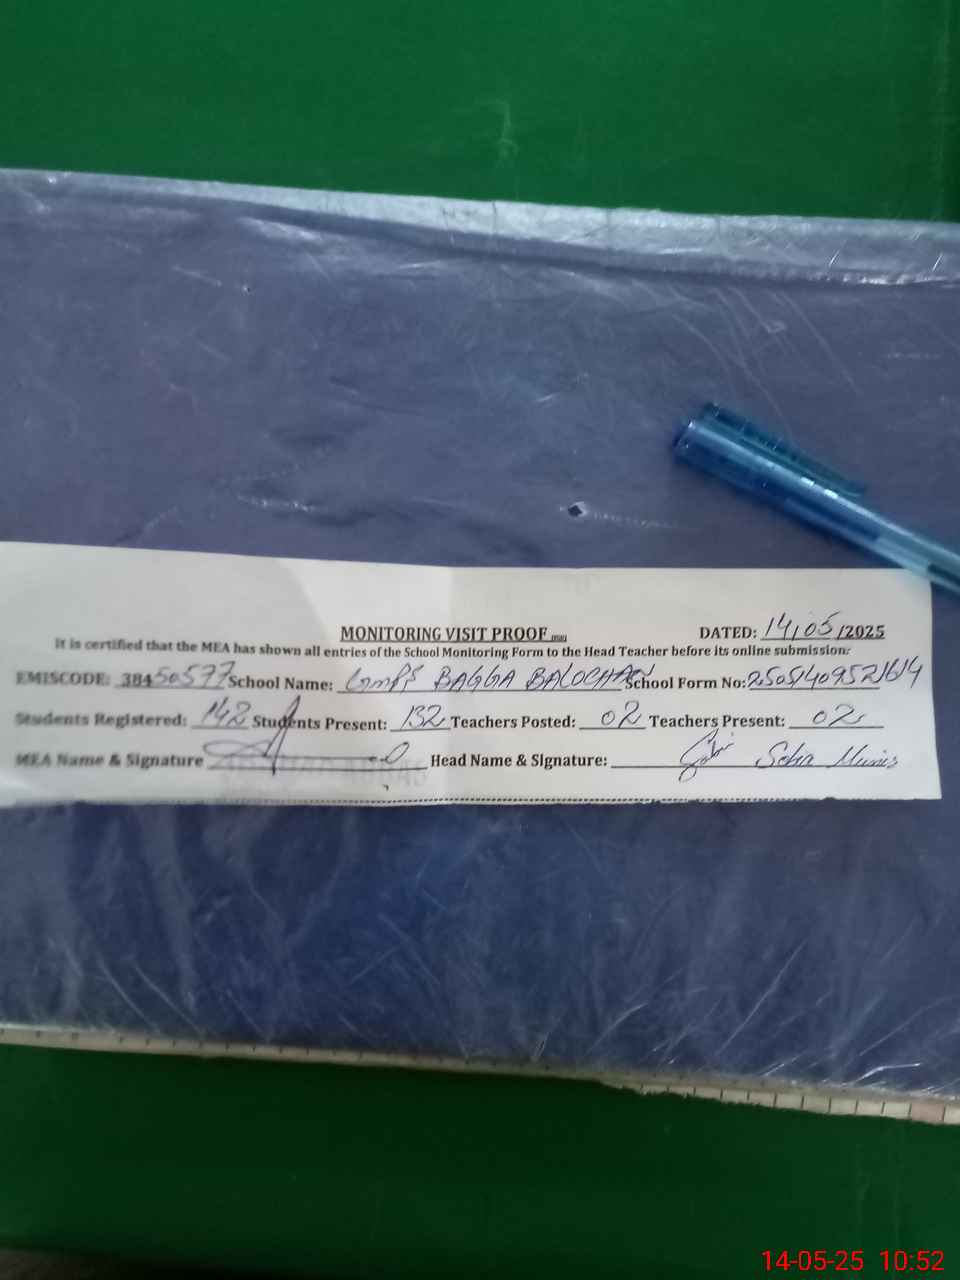 MONITORING VISIT PROOF DATED: 14/05/2025
It is certified that the MEA has shown all entries of the School Monitoring Form to the Head Teacher before its online submission:
EMISCODE: 38450577 School Name: GMPS BAGGA BALOCHAN School Form No:
Students Registered: 142 Students Present: 132 Teachers Posted: 02 Teachers Present: 02
MEA Name & Signature Head Name & Signature:
14-05-25 10:52